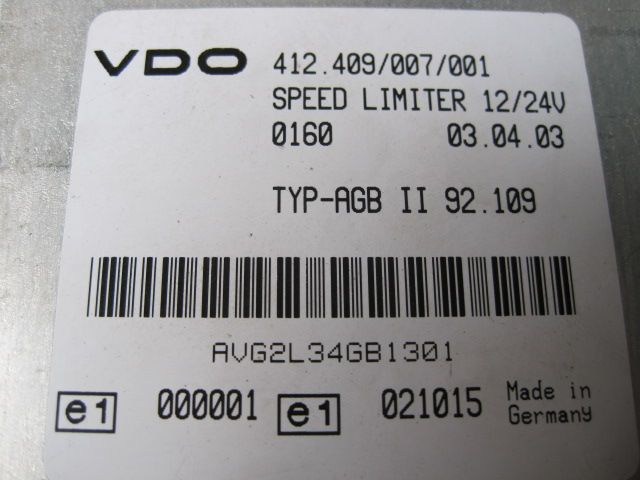 VDO 412.409/007/001
SPEED LIMITER 12/24V
0160 03.04.03
TYP-AGB II 92.109
AVG2L34GB1301
e1 000001 e1 021015 Made in
Germany